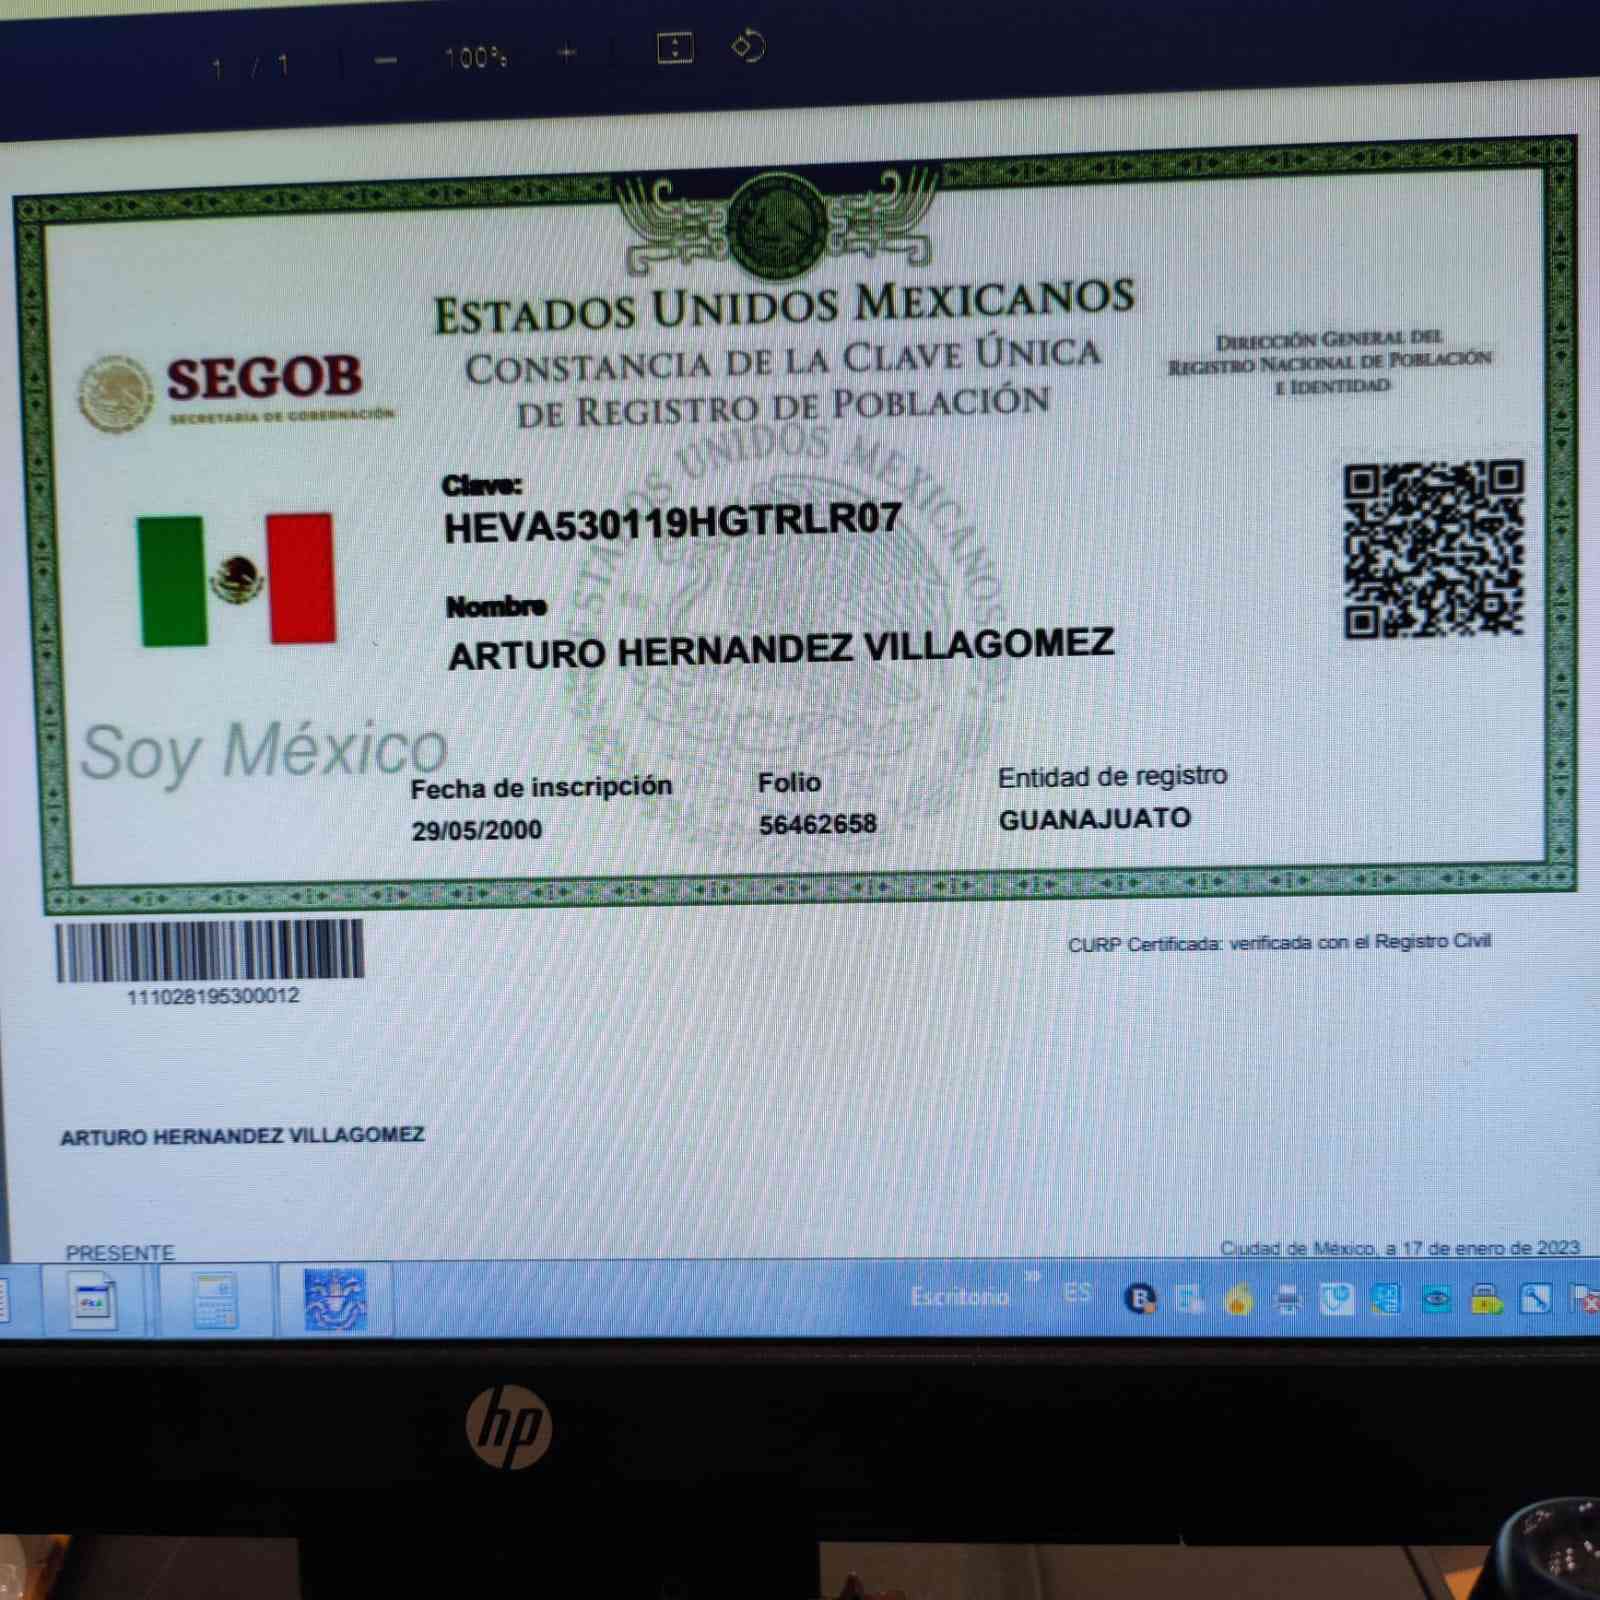 1 / 1 — 100% +
ESTADOS UNIDOS MEXICANOS
CONSTANCIA DE LA CLAVE ÚNICA
DE REGISTRO DE POBLACIÓN
SEGOB
SECRETARÍA DE GOBERNACIÓN
DIRECCIÓN GENERAL DEL
REGISTRO NACIONAL DE POBLACIÓN
E IDENTIDAD
ESTADOS UNIDOS MEXICANOS
Clave:
HEVA530119HGTRLR07
Nombre
ARTURO HERNANDEZ VILLAGOMEZ
Soy México
Fecha de inscripción
29/05/2000
Folio
56462658
Entidad de registro
GUANAJUATO
111028195300012
CURP Certificada: verificada con el Registro Civil
ARTURO HERNANDEZ VILLAGOMEZ
PRESENTE
Ciudad de México, a 17 de enero de 2023
Escritorio » ES
B
hp